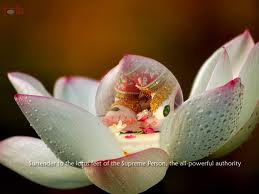 Surrender to the lotus feet of the Supreme Person, the all-powerful authority